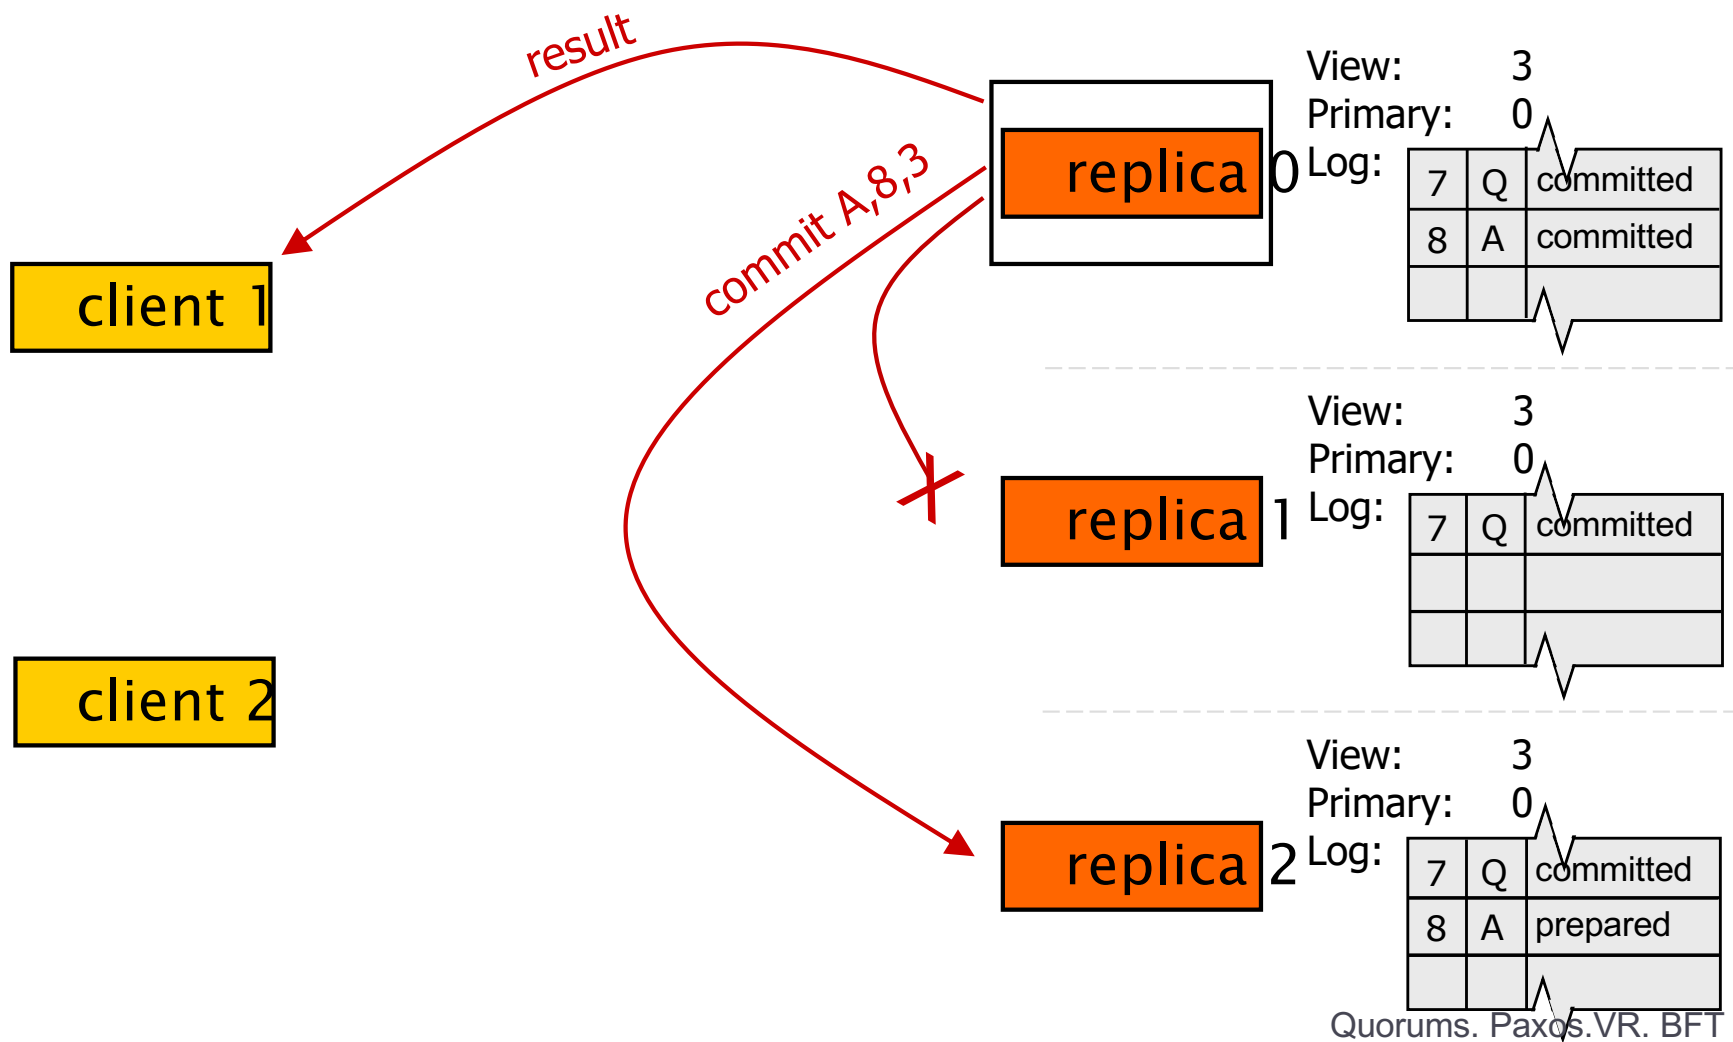 result
View: 3
Primary: 0
replica 0
Log:
7 Q committed
8 A committed
commit A,8,3
client 1
View: 3
Primary: 0
replica 1
Log:
7 Q committed
client 2
View: 3
Primary: 0
replica 2
Log:
7 Q committed
8 A prepared
Quorums. Paxos.VR. BFT